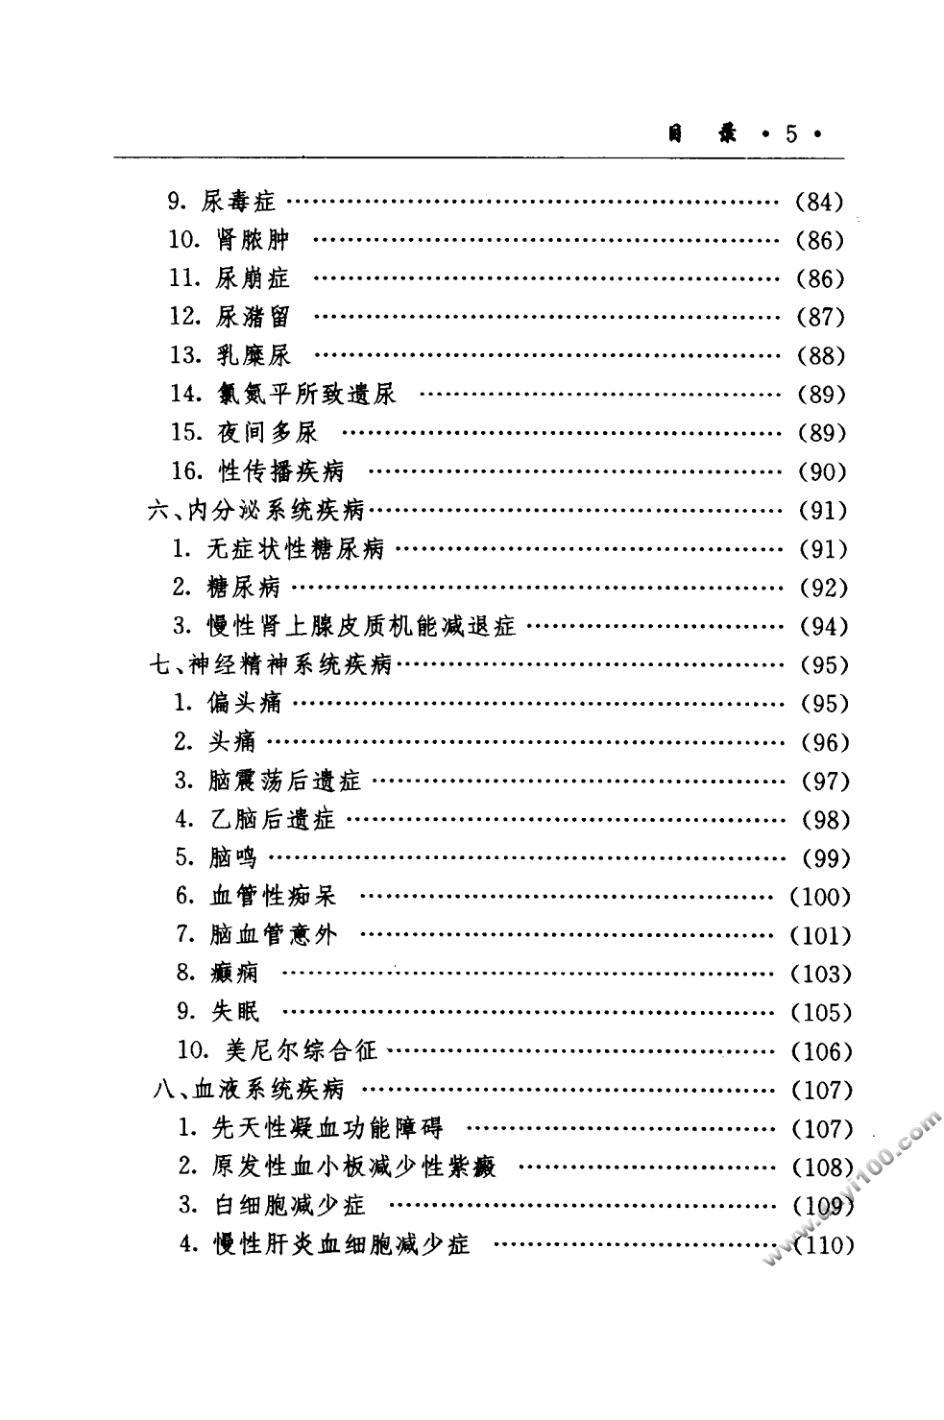 目 录 · 5 ·
9. 尿毒症 …………………………………………………… (84)
10. 肾脓肿 ………………………………………………… (86)
11. 尿崩症 ………………………………………………… (86)
12. 尿潴留 ………………………………………………… (87)
13. 乳糜尿 ………………………………………………… (88)
14. 氯氮平所致遗尿 ……………………………………… (89)
15. 夜间多尿 ……………………………………………… (89)
16. 性传播疾病 …………………………………………… (90)
六、内分泌系统疾病…………………………………………… (91)
1. 无症状性糖尿病 ………………………………………… (91)
2. 糖尿病 …………………………………………………… (92)
3. 慢性肾上腺皮质机能减退症 …………………………… (94)
七、神经精神系统疾病………………………………………… (95)
1. 偏头痛 …………………………………………………… (95)
2. 头痛 ……………………………………………………… (96)
3. 脑震荡后遗症 …………………………………………… (97)
4. 乙脑后遗症 ……………………………………………… (98)
5. 脑鸣 ……………………………………………………… (99)
6. 血管性痴呆 …………………………………………… (100)
7. 脑血管意外 …………………………………………… (101)
8. 癫痫 …………………………………………………… (103)
9. 失眠 …………………………………………………… (105)
10. 美尼尔综合征 ………………………………………… (106)
八、血液系统疾病 …………………………………………… (107)
1. 先天性凝血功能障碍 ………………………………… (107)
2. 原发性血小板减少性紫癜 …………………………… (108)
3. 白细胞减少症 ………………………………………… (109)
4. 慢性肝炎血细胞减少症 ……………………………… (110)